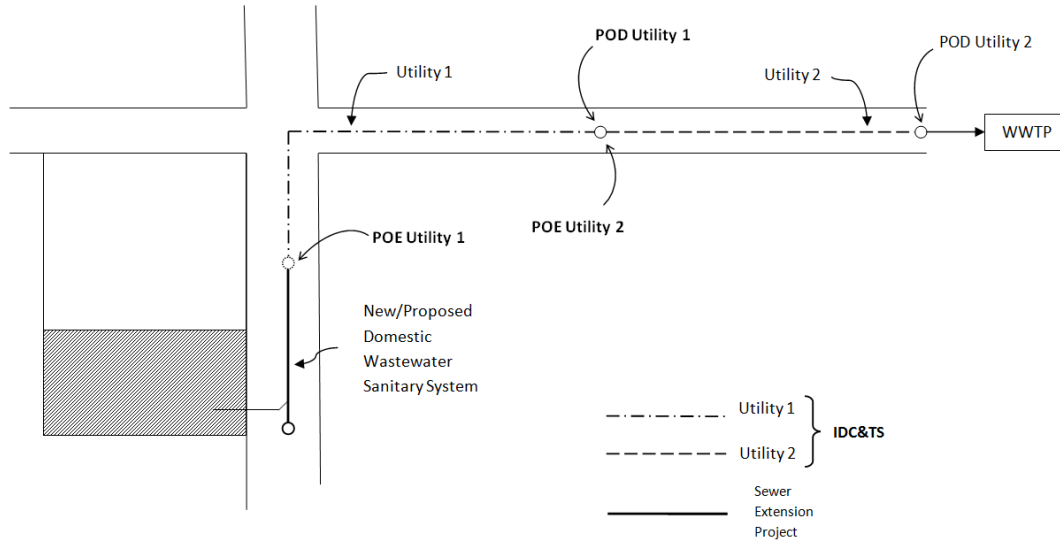 POD Utility 1
POD Utility 2
Utility 1
Utility 2
WWTP
POE Utility 2
POE Utility 1
New/Proposed
Domestic
Wastewater
Sanitary System
Utility 1
IDC&TS
Utility 2
Sewer
Extension
Project